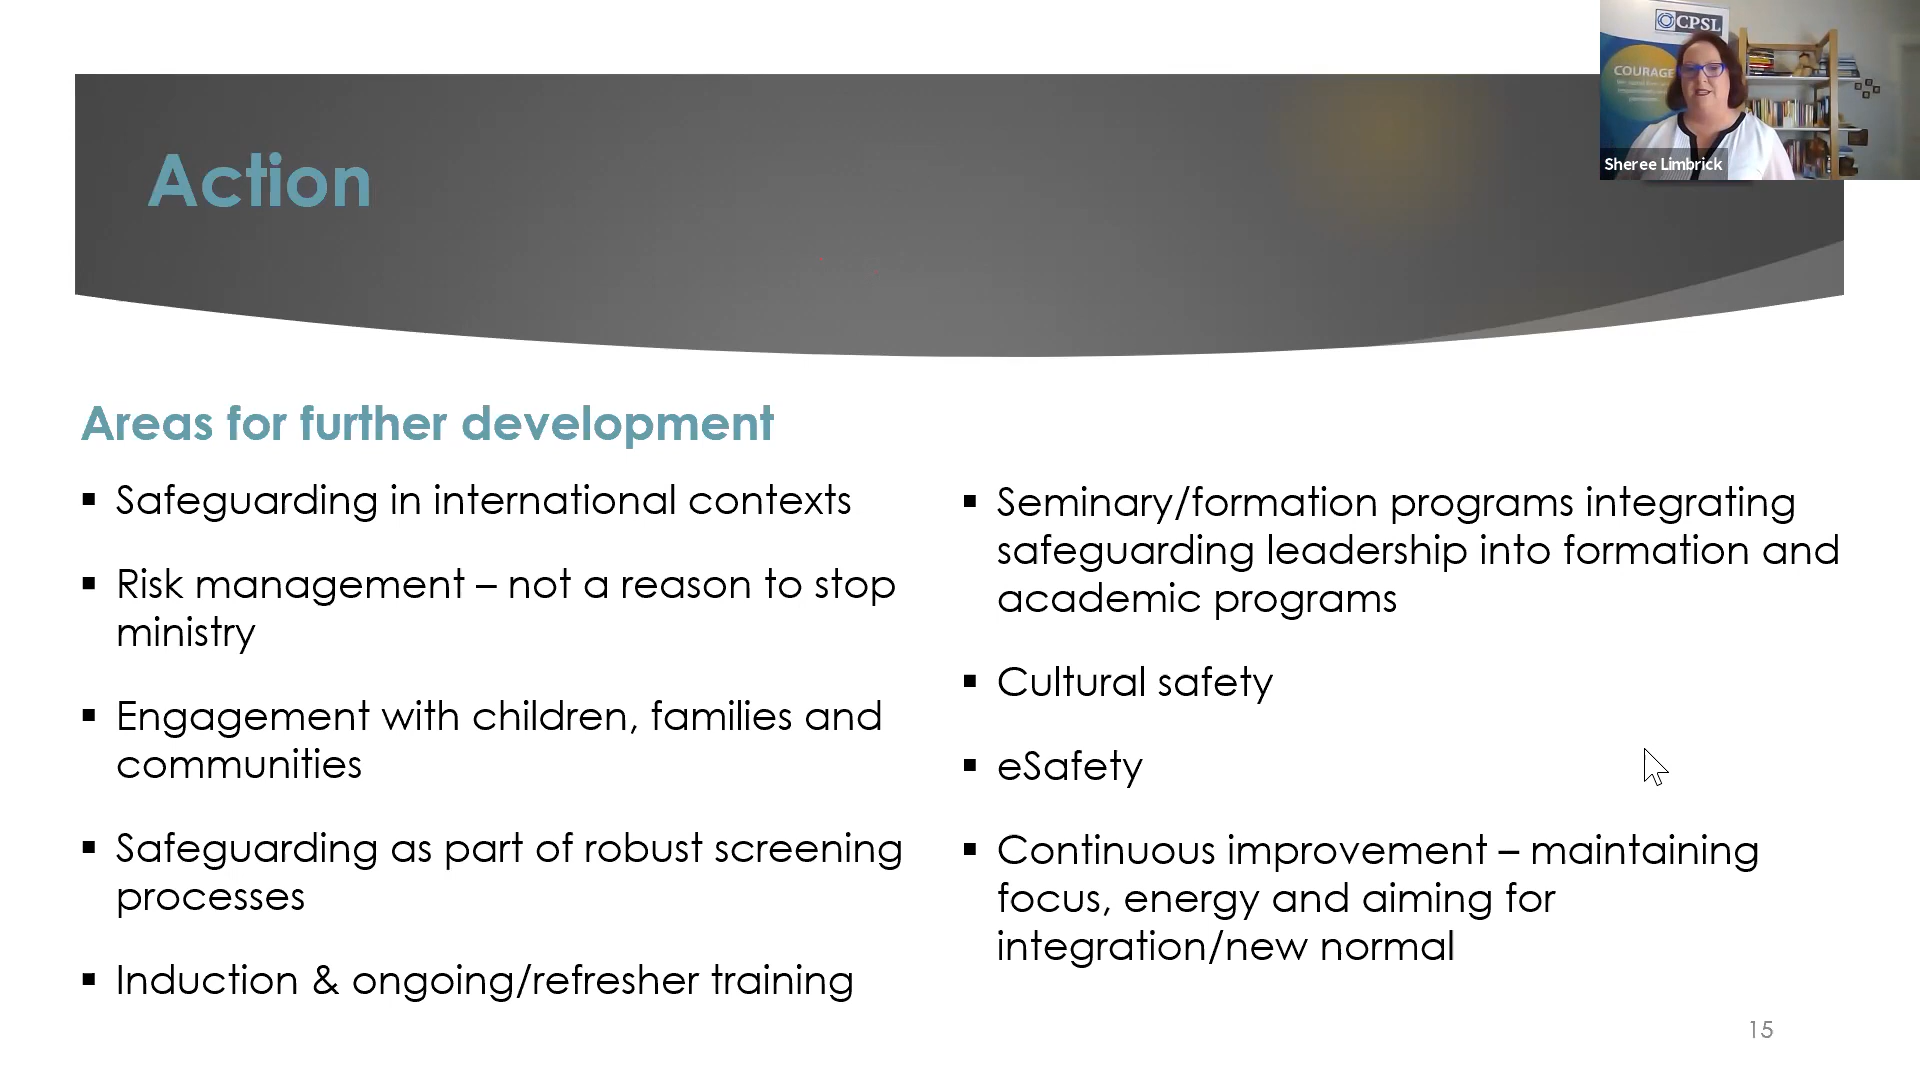 CPSL
COURAGE
Sheree Limbrick
Action
Areas for further development
▪ Safeguarding in international contexts
▪ Risk management – not a reason to stop
ministry
▪ Engagement with children, families and
communities
▪ Safeguarding as part of robust screening
processes
▪ Induction & ongoing/refresher training
▪ Seminary/formation programs integrating
safeguarding leadership into formation and
academic programs
▪ Cultural safety
▪ eSafety
▪ Continuous improvement – maintaining
focus, energy and aiming for
integration/new normal
15